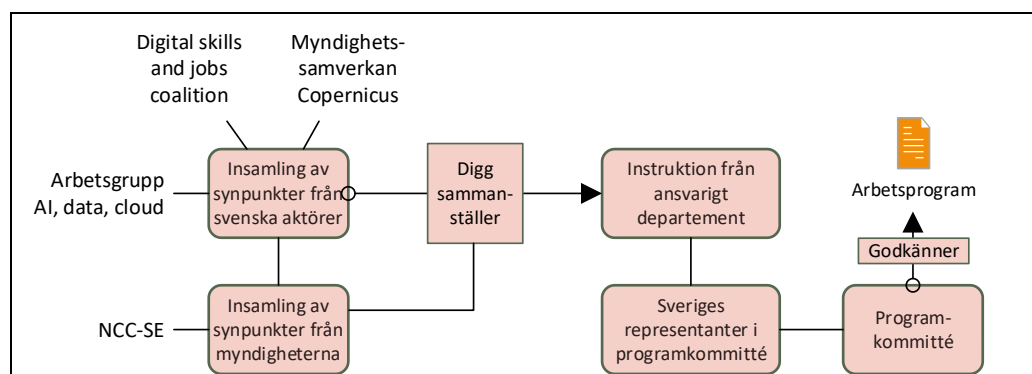 Digital skills
and jobs
coalition
Myndighets-
samverkan
Copernicus
Arbetsgrupp
AI, data, cloud
Insamling av
synpunkter från
svenska aktörer
Digg
samman-
ställer
Instruktion från
ansvarigt
departement
Arbetsprogram
Godkänner
NCC-SE
Insamling av
synpunkter från
myndigheterna
Sveriges
representanter i
programkommitté
Program-
kommitté